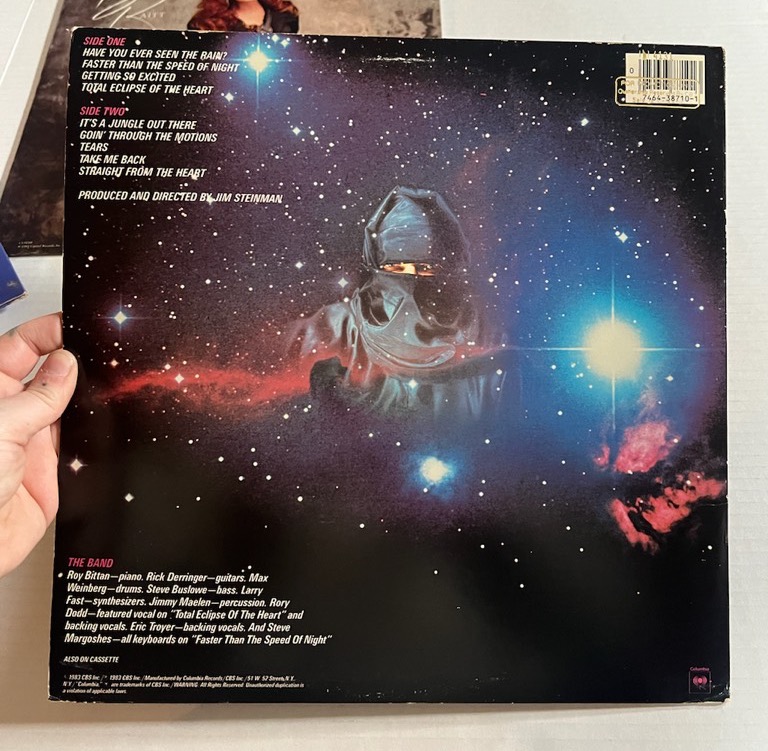 SIDE ONE
HAVE YOU EVER SEEN THE RAIN?
FASTER THAN THE SPEED OF NIGHT
GETTING SO EXCITED
TOTAL ECLIPSE OF THE HEART
SIDE TWO
IT'S A JUNGLE OUT THERE
GOIN' THROUGH THE MOTIONS
TEARS
TAKE ME BACK
STRAIGHT FROM THE HEART
PRODUCED AND DIRECTED BY JIM STEINMAN
0
7464-38710-1
THE BAND
Roy Bittan—piano. Rick Derringer—guitars. Max
Weinberg—drums. Steve Buslowe—bass. Larry
Fast—synthesizers. Jimmy Maelen—percussion. Rory
Dodd—featured vocal on "Total Eclipse Of The Heart" and
backing vocals. Eric Troyer—backing vocals. And Steve
Margoshes—all keyboards on "Faster Than The Speed Of Night"
ALSO ON CASSETTE
1983 CBS Inc./ 1983 CBS Inc./Manufactured by Columbia Records/CBS Inc./51 W. 52 Street, N.Y.,
N.Y./"Columbia," are trademarks of CBS Inc./WARNING: All Rights Reserved. Unauthorized duplication is
a violation of applicable laws.
Columbia